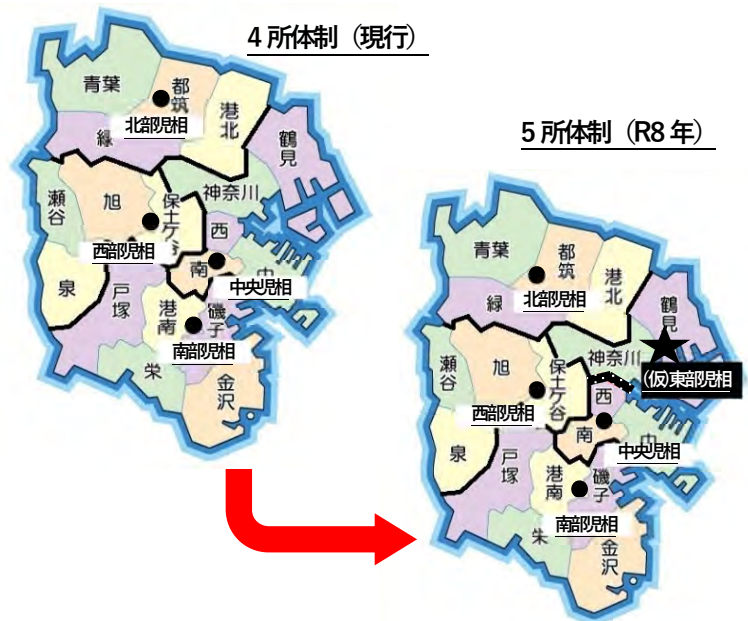 4所体制（現行）
青葉
都筑
港北
北部児相
緑
鶴見
神奈川
瀬谷
旭
保土ケ谷
西
西部児相
南
中
中央児相
泉
戸塚
港南
磯子
南部児相
栄
金沢
5所体制（R8年）
青葉
都筑
港北
北部児相
緑
鶴見
神奈川
(仮)東部児相
瀬谷
旭
保土ケ谷
西
西部児相
南
中
中央児相
泉
戸塚
港南
磯子
南部児相
金沢